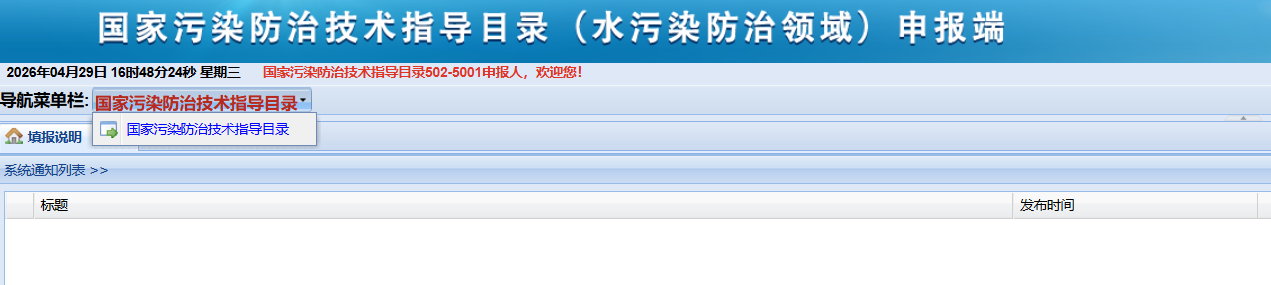 国家污染防治技术指导目录（水污染防治领域）申报端
2026年04月29日 16时48分24秒 星期三 国家污染防治技术指导目录502-5001申报人，欢迎您！
导航菜单栏: 国家污染防治技术指导目录
国家污染防治技术指导目录
填报说明
系统通知列表 >>
标题 发布时间